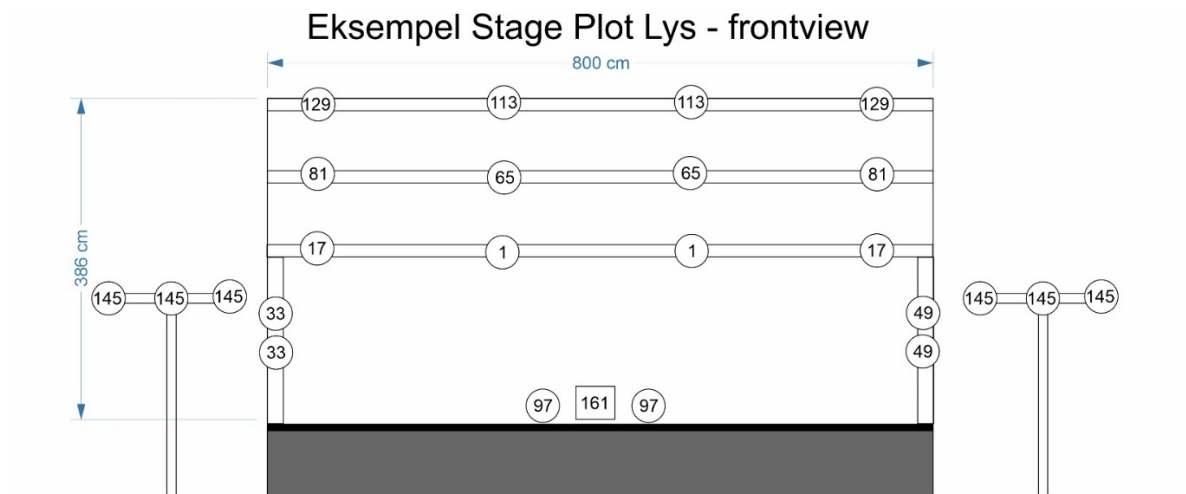 Eksempel Stage Plot Lys - frontview
800 cm
129 113 113 129
81 65 65 81
386 cm
17 1 1 17
145 145 145 33 49 145 145 145
33 49
97 161 97